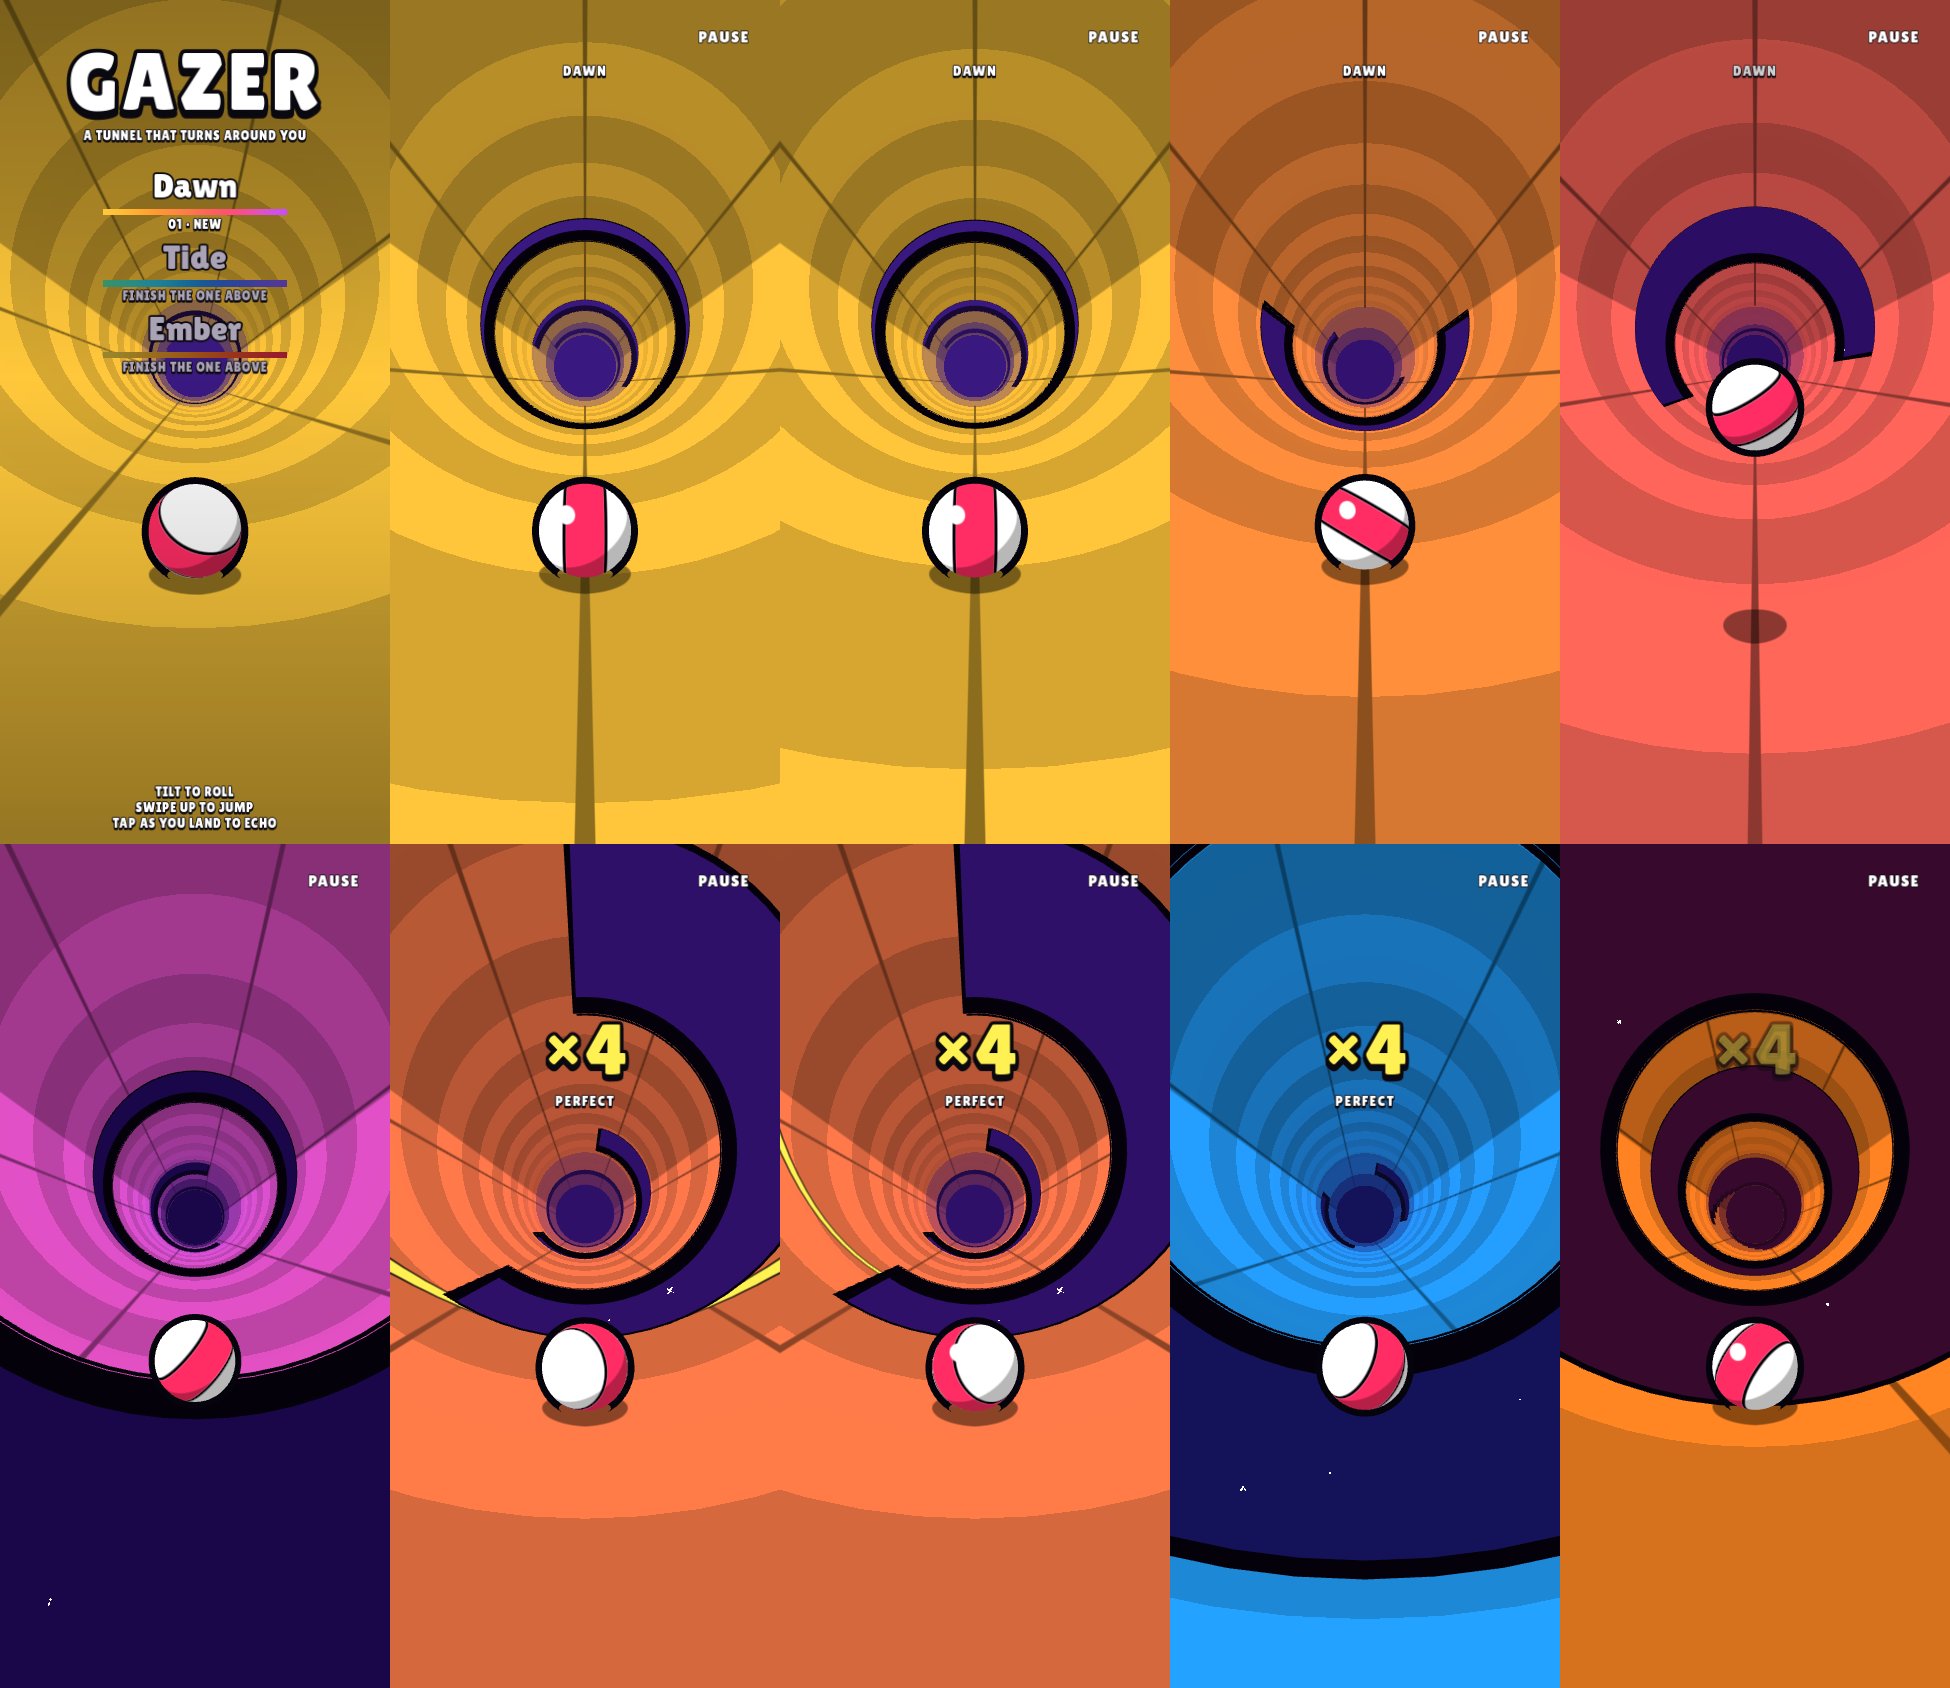 GAZER
A TUNNEL THAT TURNS AROUND YOU
Dawn
01 · NEW
Tide
FINISH THE ONE ABOVE
Ember
FINISH THE ONE ABOVE
TILT TO ROLL
SWIPE UP TO JUMP
TAP AS YOU LAND TO ECHO
PAUSE
DAWN
PAUSE
DAWN
PAUSE
DAWN
PAUSE
DAWN
PAUSE
PAUSE
×4
PERFECT
PAUSE
×4
PERFECT
PAUSE
×4
PERFECT
PAUSE
×4